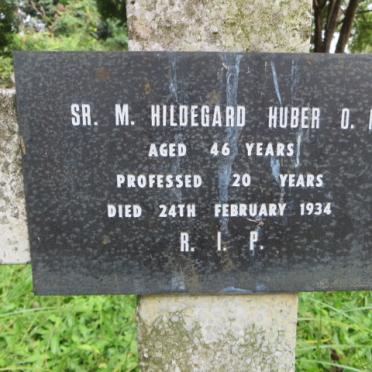 SR. M. HILDEGARD HUBER O.
AGED 46 YEARS
PROFESSED 20 YEARS
DIED 24TH FEBRUARY 1934
R. I. P.